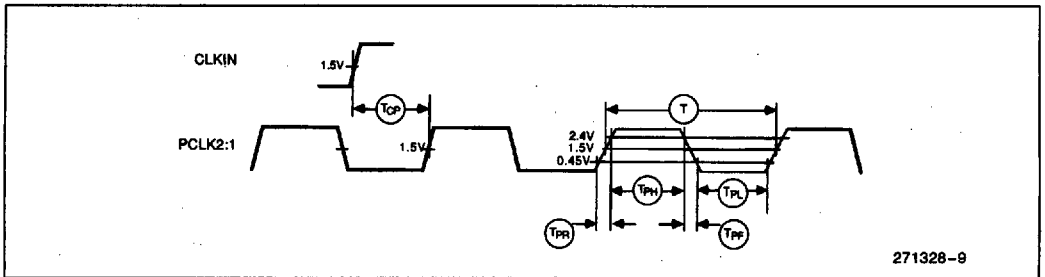 CLKIN
1.5V
TCP
T
PCLK2:1
1.5V
2.4V
1.5V
0.45V
TPH
TPL
TPR
TPF
271328-9